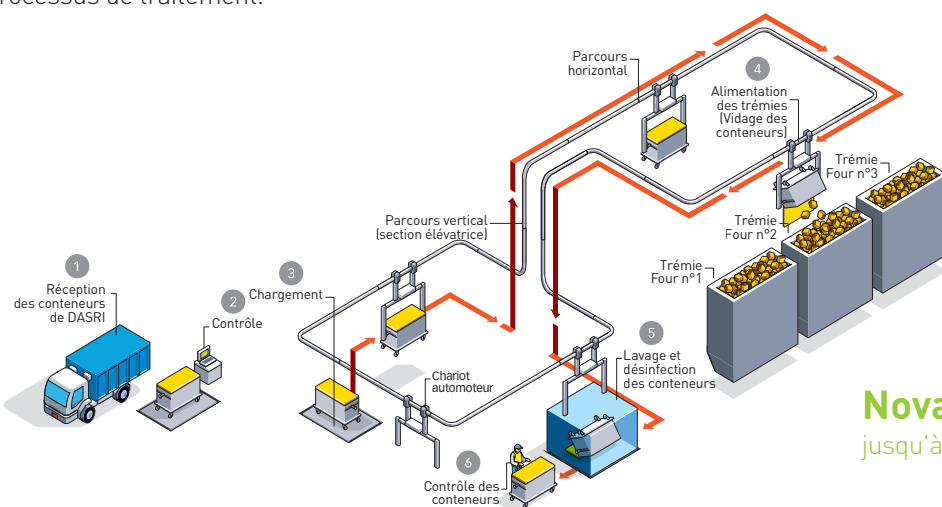 rocessus de traitement.
Parcours
horizontal
4
Alimentation
des trémies
(Vidage des
conteneurs)
Trémie
Four n°3
Trémie
Four n°2
Trémie
Four n°1
Parcours vertical
(section élévatrice)
1
Réception
des conteneurs
de DASRI
2
Contrôle
3
Chargement
Chariot
automoteur
5
Lavage et
désinfection
des conteneurs
6
Contrôle des
conteneurs
Nova
jusqu'à